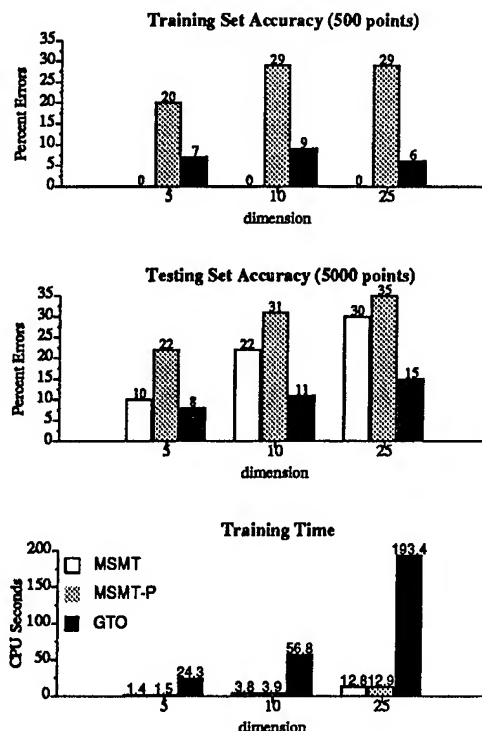 Training Set Accuracy (500 points)
35
30
25
20
15
10
5
0
Percent Errors
0 20 7
0 29 9
0 29 6
5 10 25
dimension
Testing Set Accuracy (5000 points)
35
30
25
20
15
10
5
0
Percent Errors
10 22 8
22 31 11
30 35 15
5 10 25
dimension
Training Time
200
150
100
50
0
CPU Seconds
MSMT
MSMT-P
GTO
1.4 1.5 24.3
3.8 3.9 56.8
12.8 12.9 193.4
5 10 25
dimension